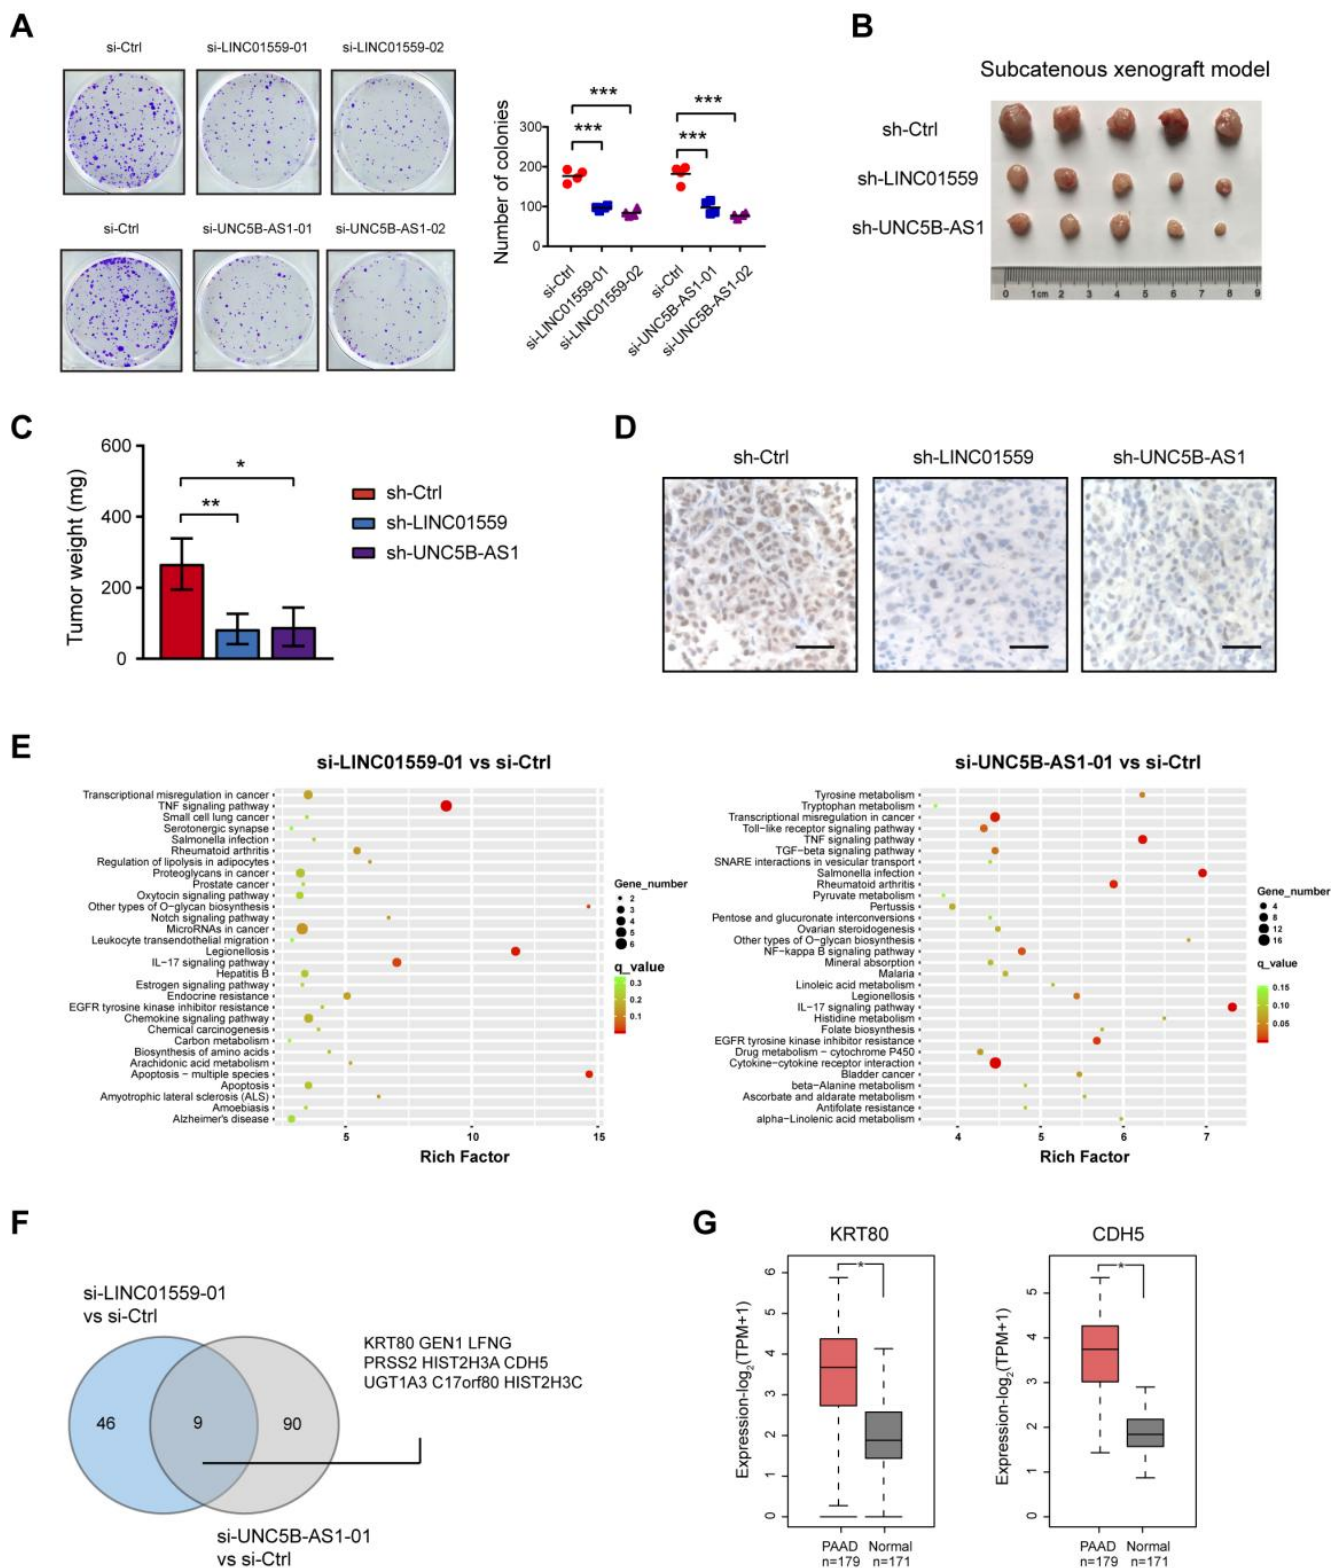 A
si-Ctrl
si-LINC01559-01
si-LINC01559-02
si-Ctrl
si-UNC5B-AS1-01
si-UNC5B-AS1-02
Number of colonies
300
200
100
0
***
***
***
***
si-Ctrl
si-LINC01559-01
si-LINC01559-02
si-Ctrl
si-UNC5B-AS1-01
si-UNC5B-AS1-02
B
Subcatenous xenograft model
sh-Ctrl
sh-LINC01559
sh-UNC5B-AS1
0 1cm 2 3 4 5 6 7 8 9
C
Tumor weight (mg)
600
400
200
0
*
**
sh-Ctrl
sh-LINC01559
sh-UNC5B-AS1
D
sh-Ctrl
sh-LINC01559
sh-UNC5B-AS1
E
si-LINC01559-01 vs si-Ctrl
Transcriptional misregulation in cancer
TNF signaling pathway
Small cell lung cancer
Serotonergic synapse
Salmonella infection
Rheumatoid arthritis
Regulation of lipolysis in adipocytes
Proteoglycans in cancer
Prostate cancer
Oxytocin signaling pathway
Other types of O-glycan biosynthesis
Notch signaling pathway
MicroRNAs in cancer
Leukocyte transendothelial migration
Legionellosis
IL-17 signaling pathway
Hepatitis B
Estrogen signaling pathway
Endocrine resistance
EGFR tyrosine kinase inhibitor resistance
Chemokine signaling pathway
Chemical carcinogenesis
Carbon metabolism
Biosynthesis of amino acids
Arachidonic acid metabolism
Apoptosis - multiple species
Apoptosis
Amyotrophic lateral sclerosis (ALS)
Amoebiasis
Alzheimer's disease
5 10 15
Rich Factor
Gene_number
2
3
4
5
6
q_value
0.3
0.2
0.1
si-UNC5B-AS1-01 vs si-Ctrl
Tyrosine metabolism
Tryptophan metabolism
Transcriptional misregulation in cancer
Toll-like receptor signaling pathway
TNF signaling pathway
TGF-beta signaling pathway
SNARE interactions in vesicular transport
Salmonella infection
Rheumatoid arthritis
Pyruvate metabolism
Pertussis
Pentose and glucuronate interconversions
Ovarian steroidogenesis
Other types of O-glycan biosynthesis
NF-kappa B signaling pathway
Mineral absorption
Malaria
Linoleic acid metabolism
Legionellosis
IL-17 signaling pathway
Histidine metabolism
Folate biosynthesis
EGFR tyrosine kinase inhibitor resistance
Drug metabolism - cytochrome P450
Cytokine-cytokine receptor interaction
Bladder cancer
beta-Alanine metabolism
Ascorbate and aldarate metabolism
Antifolate resistance
alpha-Linolenic acid metabolism
4 5 6 7
Rich Factor
Gene_number
4
8
12
16
q_value
0.15
0.10
0.05
F
si-LINC01559-01
vs si-Ctrl
46
9
90
KRT80 GEN1 LFNG
PRSS2 HIST2H3A CDH5
UGT1A3 C17orf80 HIST2H3C
si-UNC5B-AS1-01
vs si-Ctrl
G
KRT80
Expression-log2(TPM+1)
6
5
4
3
2
1
0
*
PAAD
n=179
Normal
n=171
CDH5
Expression-log2(TPM+1)
5
4
3
2
1
0
*
PAAD
n=179
Normal
n=171